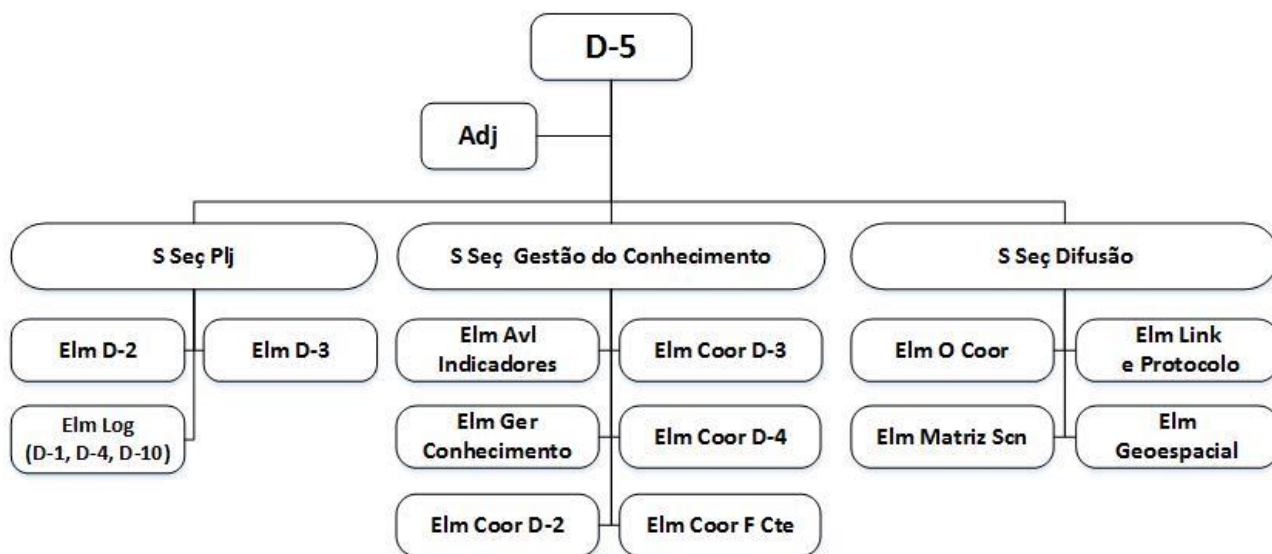 D-5
Adj
S Seç Plj
S Seç Gestão do Conhecimento
S Seç Difusão
Elm D-2
Elm D-3
Elm Log
(D-1, D-4, D-10)
Elm Avl
Indicadores
Elm Coor D-3
Elm Ger
Conhecimento
Elm Coor D-4
Elm Coor D-2
Elm Coor F Cte
Elm O Coor
Elm Link
e Protocolo
Elm Matriz Scn
Elm
Geoespacial